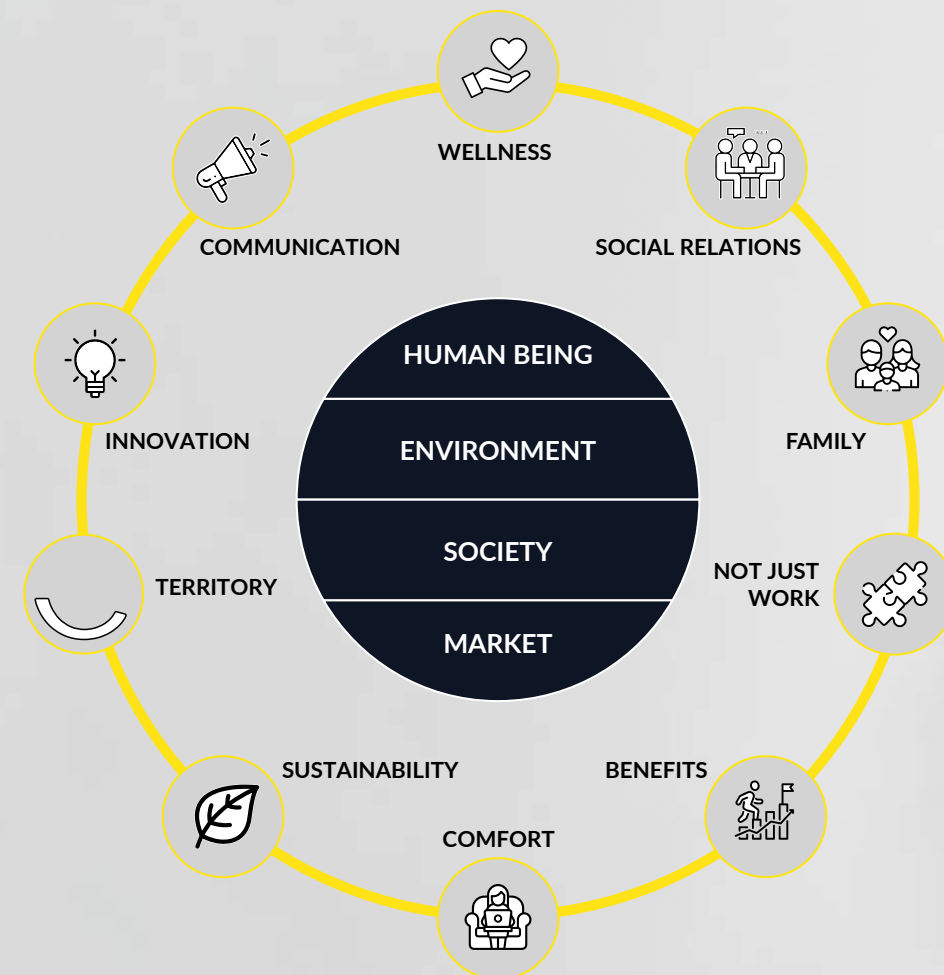 WELLNESS
COMMUNICATION
SOCIAL RELATIONS
HUMAN BEING
INNOVATION
ENVIRONMENT
FAMILY
SOCIETY
TERRITORY
NOT JUST
WORK
MARKET
SUSTAINABILITY
BENEFITS
COMFORT